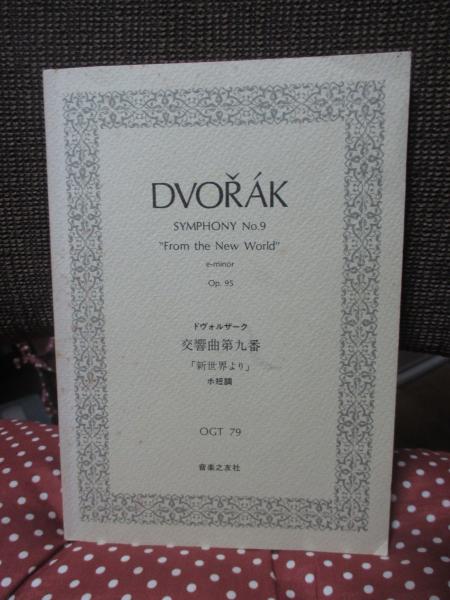 DVOŘÁK
SYMPHONY No.9
"From the New World"
e-minor
Op. 95
ドヴォルザーク
交響曲第九番
「新世界より」
ホ短調
OGT 79
音楽之友社